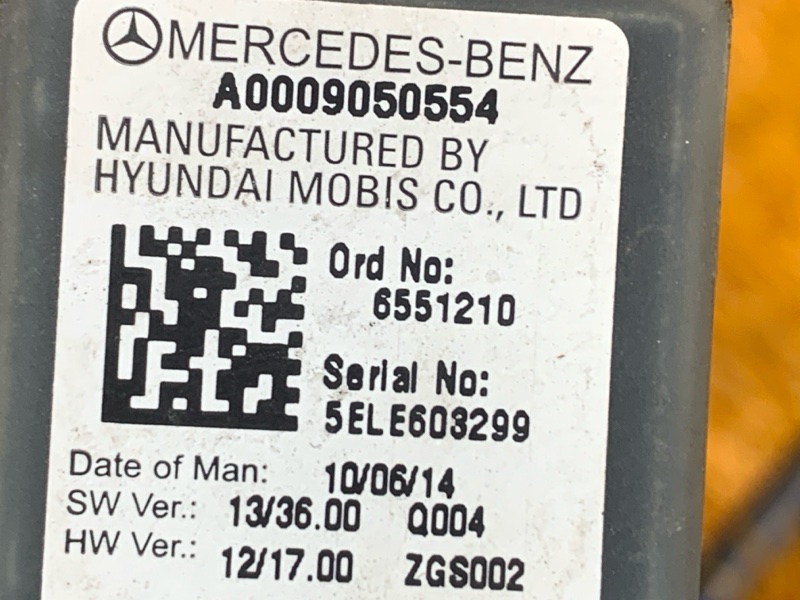 MERCEDES-BENZ
A0009050554
MANUFACTURED BY
HYUNDAI MOBIS CO., LTD
Ord No:
6551210
Serial No:
5ELE603299
Date of Man: 10/06/14
SW Ver.: 13/36.00 Q004
HW Ver.: 12/17.00 ZGS002